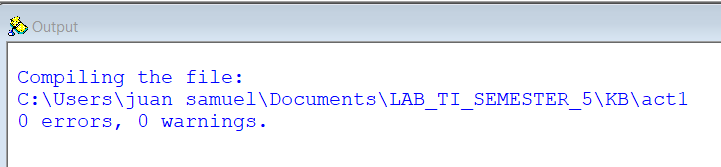 Output
Compiling the file:
C:\Users\juan samuel\Documents\LAB_TI_SEMESTER_5\KB\act1
0 errors, 0 warnings.